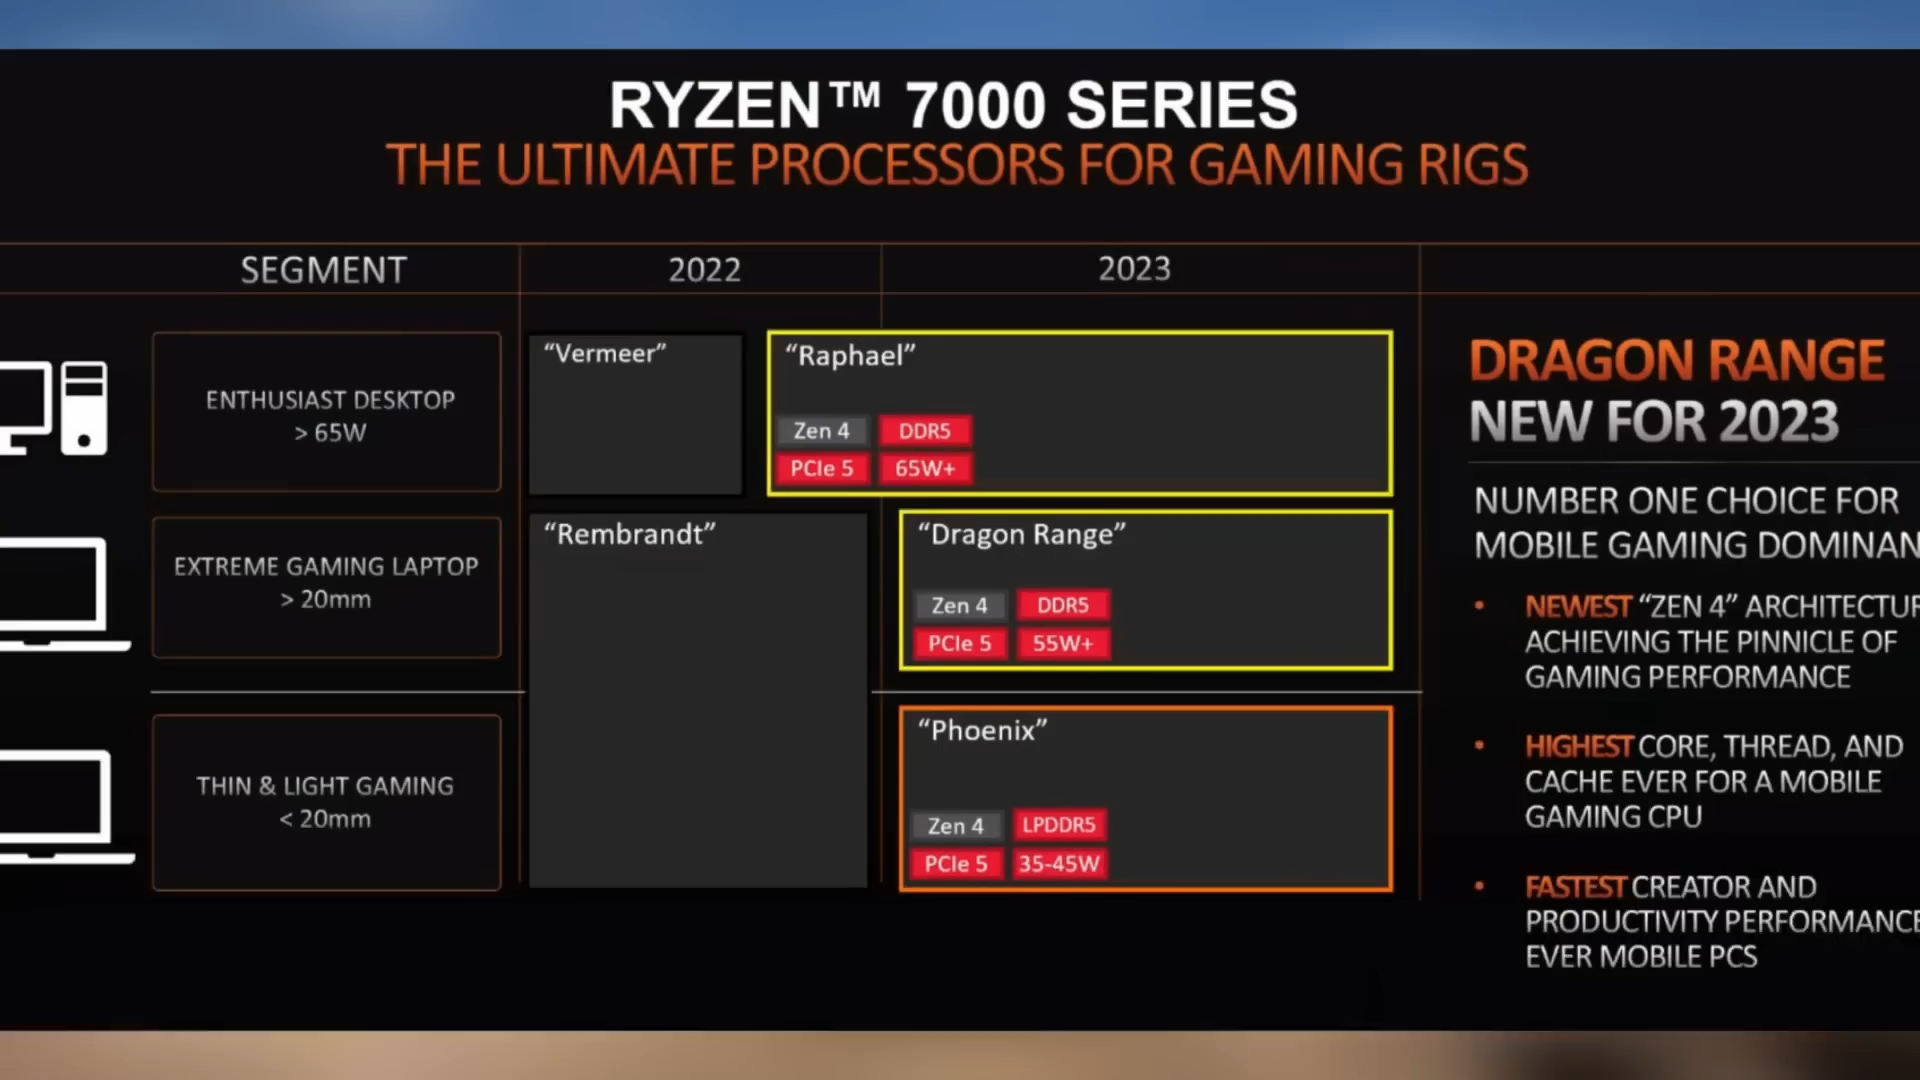 RYZEN™ 7000 SERIES
THE ULTIMATE PROCESSORS FOR GAMING RIGS
SEGMENT
2022
2023
ENTHUSIAST DESKTOP
> 65W
“Vermeer”
“Raphael”
Zen 4
DDR5
PCIe 5
65W+
EXTREME GAMING LAPTOP
> 20mm
“Rembrandt”
“Dragon Range”
Zen 4
DDR5
PCIe 5
55W+
THIN & LIGHT GAMING
< 20mm
“Phoenix”
Zen 4
LPDDR5
PCIe 5
35-45W
DRAGON RANGE
NEW FOR 2023
NUMBER ONE CHOICE FOR
MOBILE GAMING DOMINAN
• NEWEST “ZEN 4” ARCHITECTUR
ACHIEVING THE PINNICLE OF
GAMING PERFORMANCE
• HIGHEST CORE, THREAD, AND
CACHE EVER FOR A MOBILE
GAMING CPU
• FASTEST CREATOR AND
PRODUCTIVITY PERFORMANCE
EVER MOBILE PCS